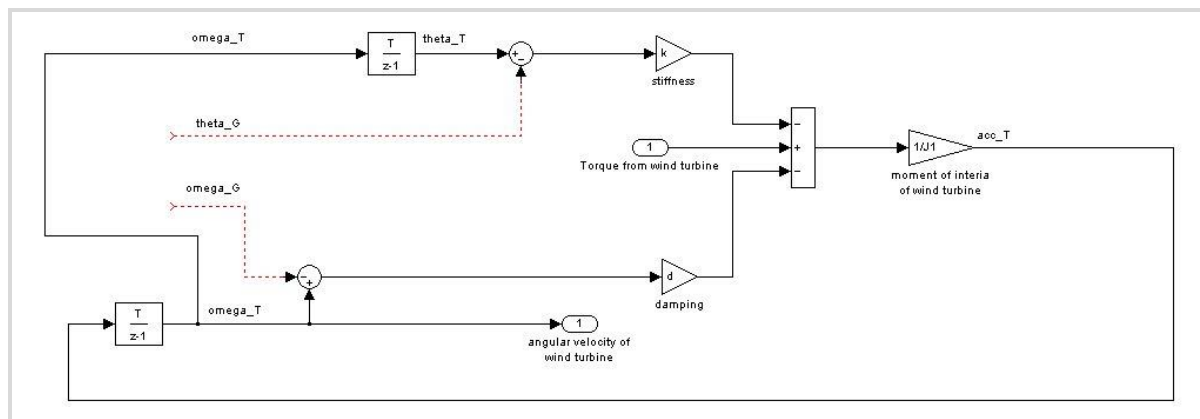 omega_T
T
z-1
theta_T
+
−
k
stiffness
theta_G
−
1
+
Torque from wind turbine
−
1/J1
acc_T
moment of interia
of wind turbine
omega_G
−
+
d
damping
T
z-1
omega_T
1
angular velocity of
wind turbine